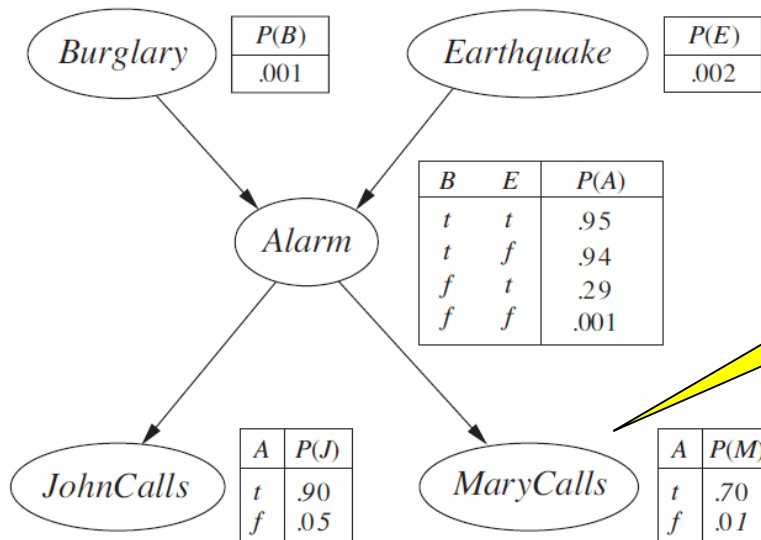 Burglary
P(B)
.001
Earthquake
P(E)
.002
Alarm
B E P(A)
t t .95
t f .94
f t .29
f f .001
JohnCalls
A P(J)
t .90
f .05
MaryCalls
A P(M)
t .70
f .01